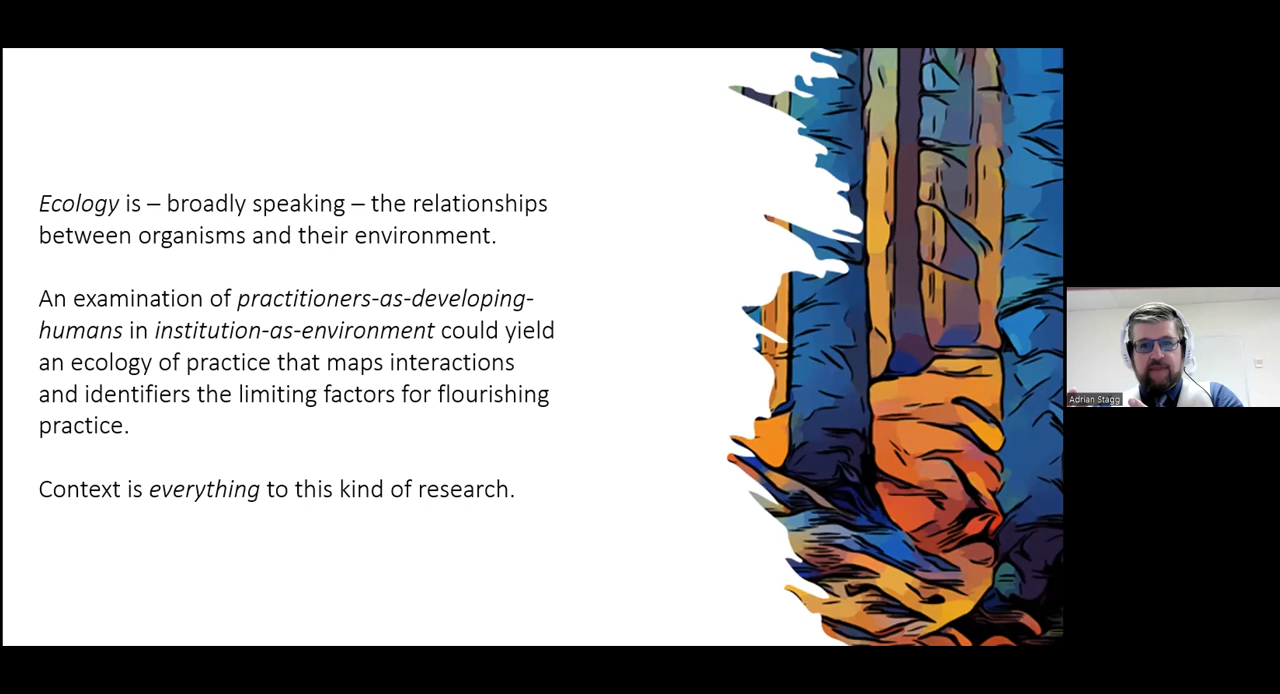 Ecology is – broadly speaking – the relationships
between organisms and their environment.
An examination of practitioners-as-developing-
humans in institution-as-environment could yield
an ecology of practice that maps interactions
and identifiers the limiting factors for flourishing
practice.
Context is everything to this kind of research.
Adrian Stagg